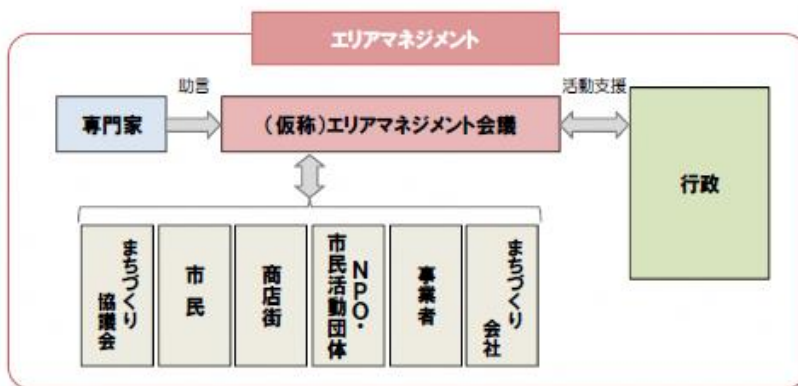 エリアマネジメント
助言
活動支援
専門家
（仮称）エリアマネジメント会議
行政
まちづくり
協議会
市民
商店街
NPO・
市民活動団体
事業者
まちづくり
会社